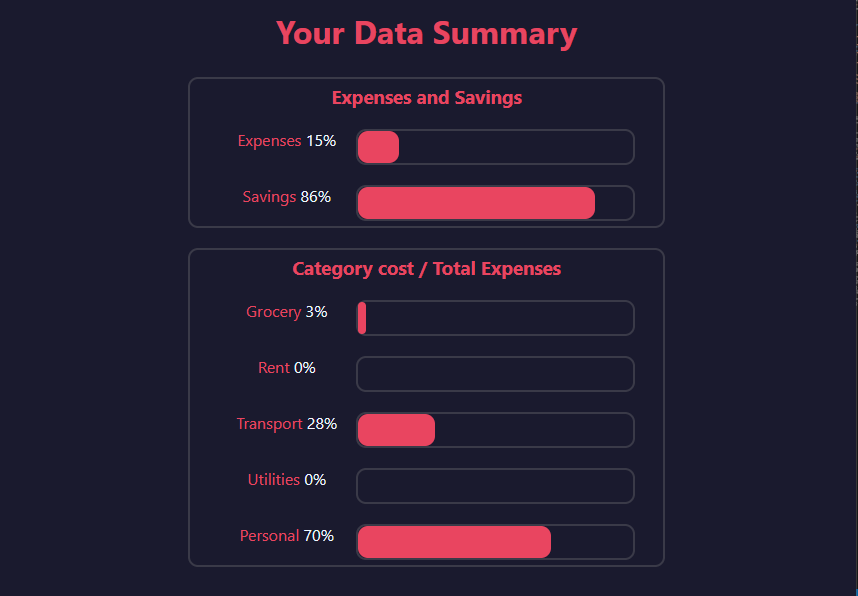 Your Data Summary
Expenses and Savings
Expenses 15%
Savings 86%
Category cost / Total Expenses
Grocery 3%
Rent 0%
Transport 28%
Utilities 0%
Personal 70%